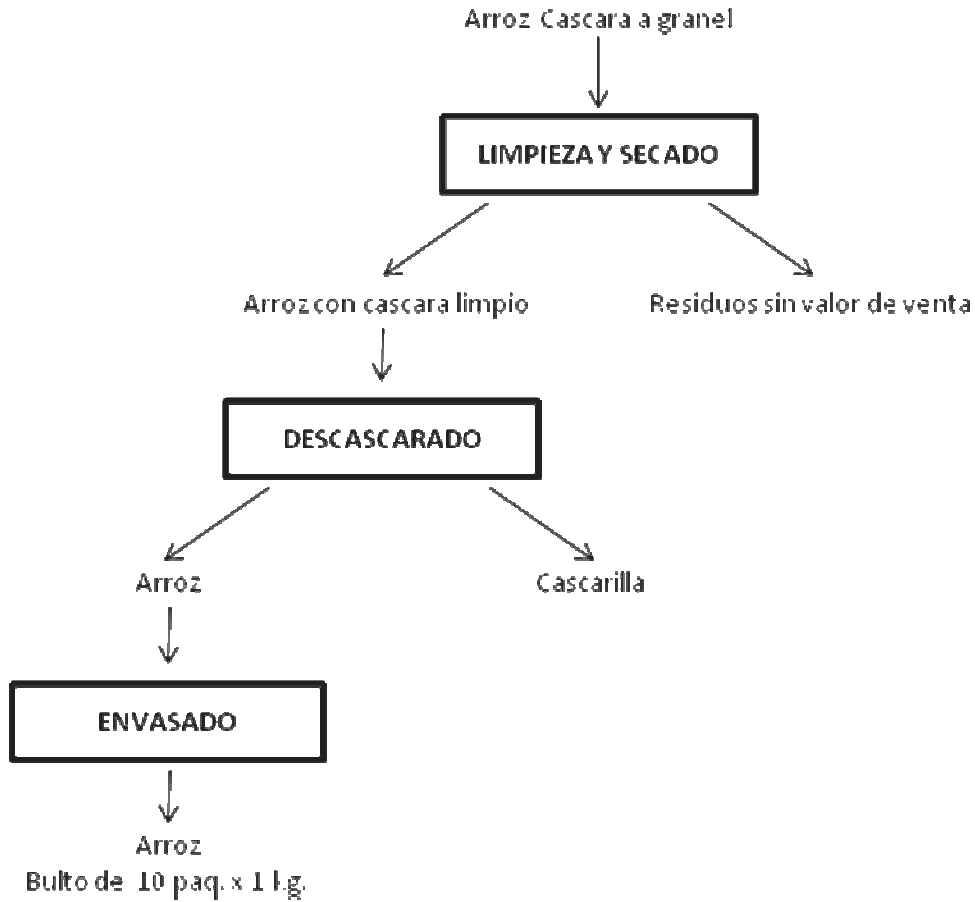 Arroz Cascara a granel
LIMPIEZA Y SECADO
Arroz con cascara limpio
Residuos sin valor de venta
DESCASCARADO
Arroz
Cascarilla
ENVASADO
Arroz
Bulto de 10 paq. x 1 kg.